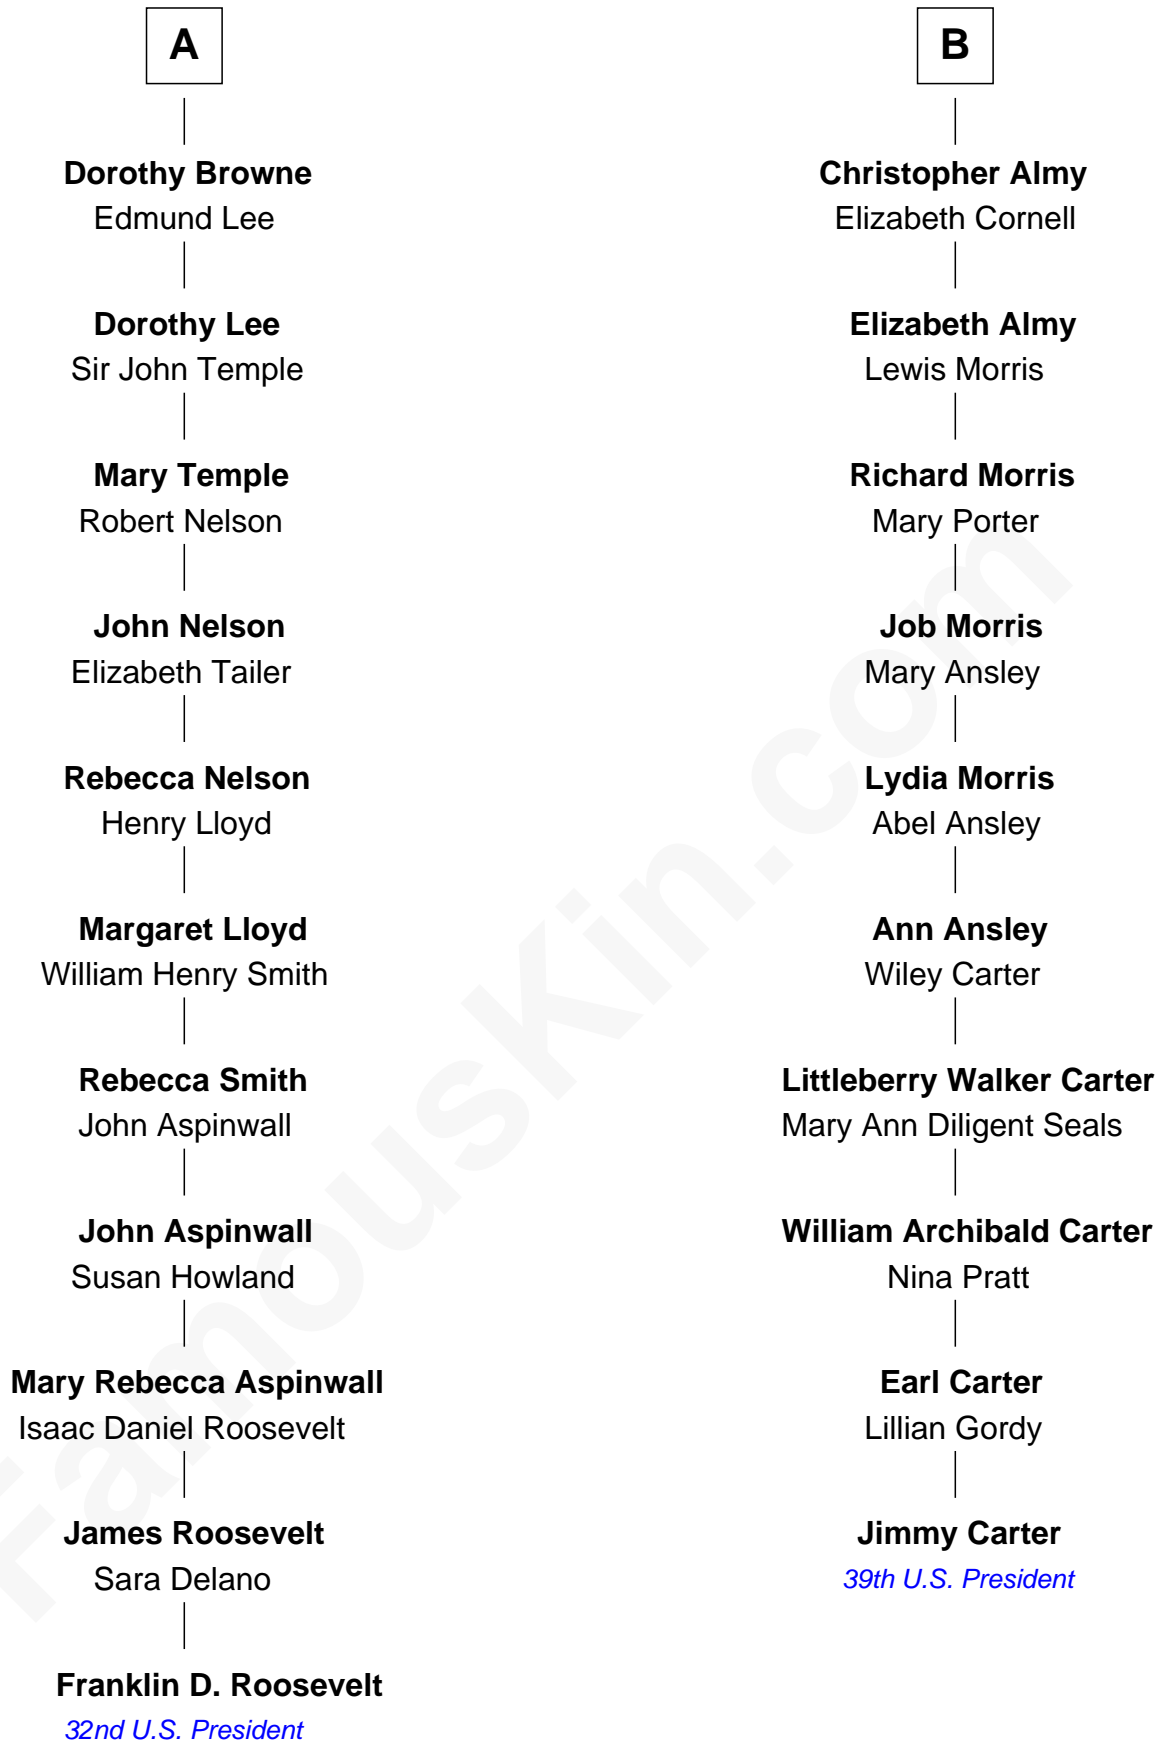 A
Dorothy Browne
Edmund Lee
Dorothy Lee
Sir John Temple
Mary Temple
Robert Nelson
John Nelson
Elizabeth Tailer
Rebecca Nelson
Henry Lloyd
Margaret Lloyd
William Henry Smith
Rebecca Smith
John Aspinwall
John Aspinwall
Susan Howland
Mary Rebecca Aspinwall
Isaac Daniel Roosevelt
James Roosevelt
Sara Delano
Franklin D. Roosevelt
32nd U.S. President
B
Christopher Almy
Elizabeth Cornell
Elizabeth Almy
Lewis Morris
Richard Morris
Mary Porter
Job Morris
Mary Ansley
Lydia Morris
Abel Ansley
Ann Ansley
Wiley Carter
Littleberry Walker Carter
Mary Ann Diligent Seals
William Archibald Carter
Nina Pratt
Earl Carter
Lillian Gordy
Jimmy Carter
39th U.S. President
FamousKin.com